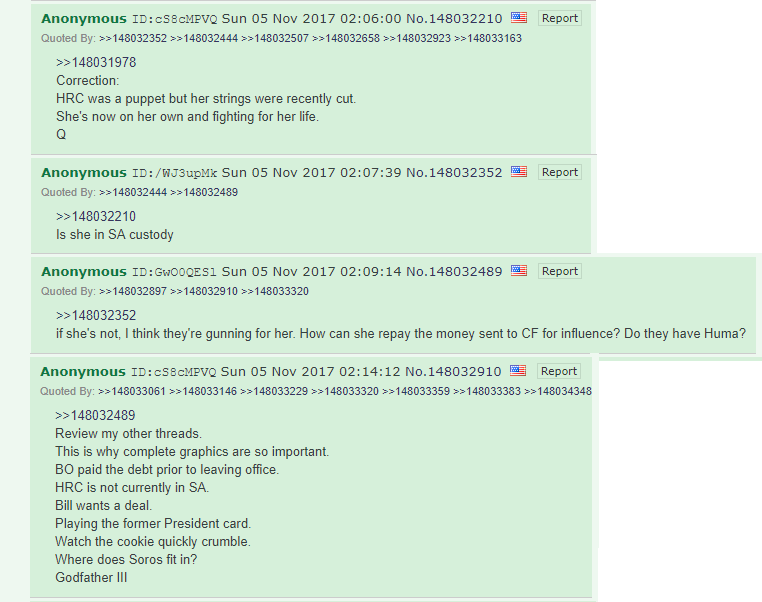 Anonymous ID:cS8cMPVQ Sun 05 Nov 2017 02:06:00 No.148032210 Report
Quoted By: >>148032352 >>148032444 >>148032507 >>148032658 >>148032923 >>148033163
>>148031978
Correction:
HRC was a puppet but her strings were recently cut.
She's now on her own and fighting for her life.
Q
Anonymous ID:/WJ3upMk Sun 05 Nov 2017 02:07:39 No.148032352 Report
Quoted By: >>148032444 >>148032489
>>148032210
Is she in SA custody
Anonymous ID:GwO0QESl Sun 05 Nov 2017 02:09:14 No.148032489 Report
Quoted By: >>148032897 >>148032910 >>148033320
>>148032352
if she's not, I think they're gunning for her. How can she repay the money sent to CF for influence? Do they have Huma?
Anonymous ID:cS8cMPVQ Sun 05 Nov 2017 02:14:12 No.148032910 Report
Quoted By: >>148033061 >>148033146 >>148033229 >>148033320 >>148033359 >>148033383 >>148034348
>>148032489
Review my other threads.
This is why complete graphics are so important.
BO paid the debt prior to leaving office.
HRC is not currently in SA.
Bill wants a deal.
Playing the former President card.
Watch the cookie quickly crumble.
Where does Soros fit in?
Godfather III